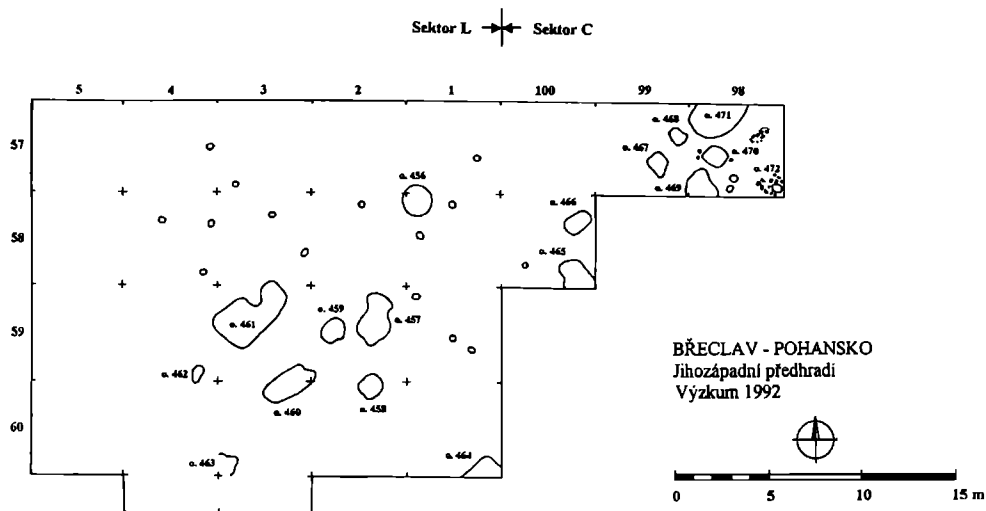 Sektor L Sektor C
5 4 3 2 1 100 99 98
57
58
59
60
o. 468
o. 471
o. 467
o. 470
o. 469
o. 472
o. 456
o. 466
o. 465
o. 461
o. 459
o. 457
o. 462
o. 460
o. 458
o. 463
o. 464
BŘECLAV - POHANSKO
Jihozápadní předhradí
Výzkum 1992
0 5 10 15 m